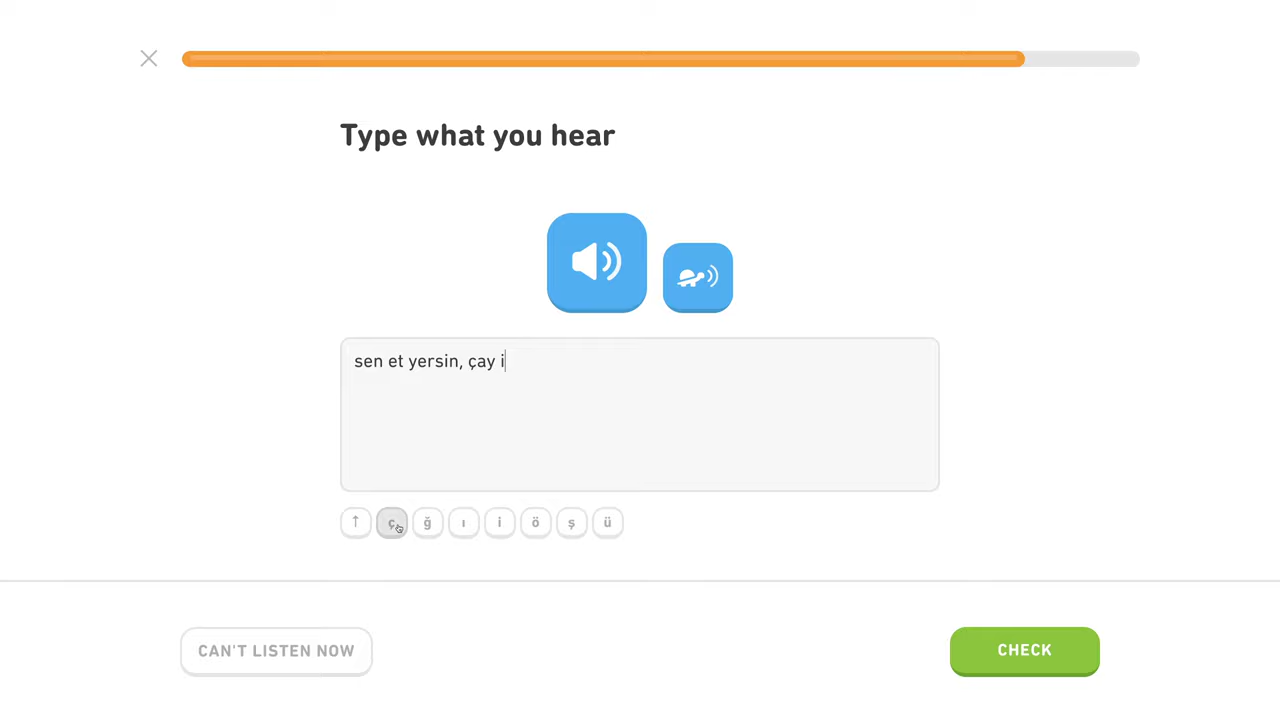 Type what you hear
sen et yersin, çay i
↑ ç ğ ı i ö ş ü
CAN'T LISTEN NOW
CHECK